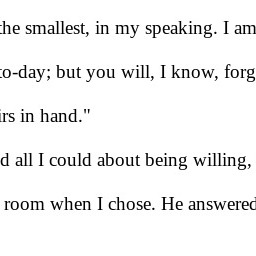 the smallest, in my speaking. I am
to-day; but you will, I know, forg
irs in hand."
d all I could about being willing,
room when I chose. He answered